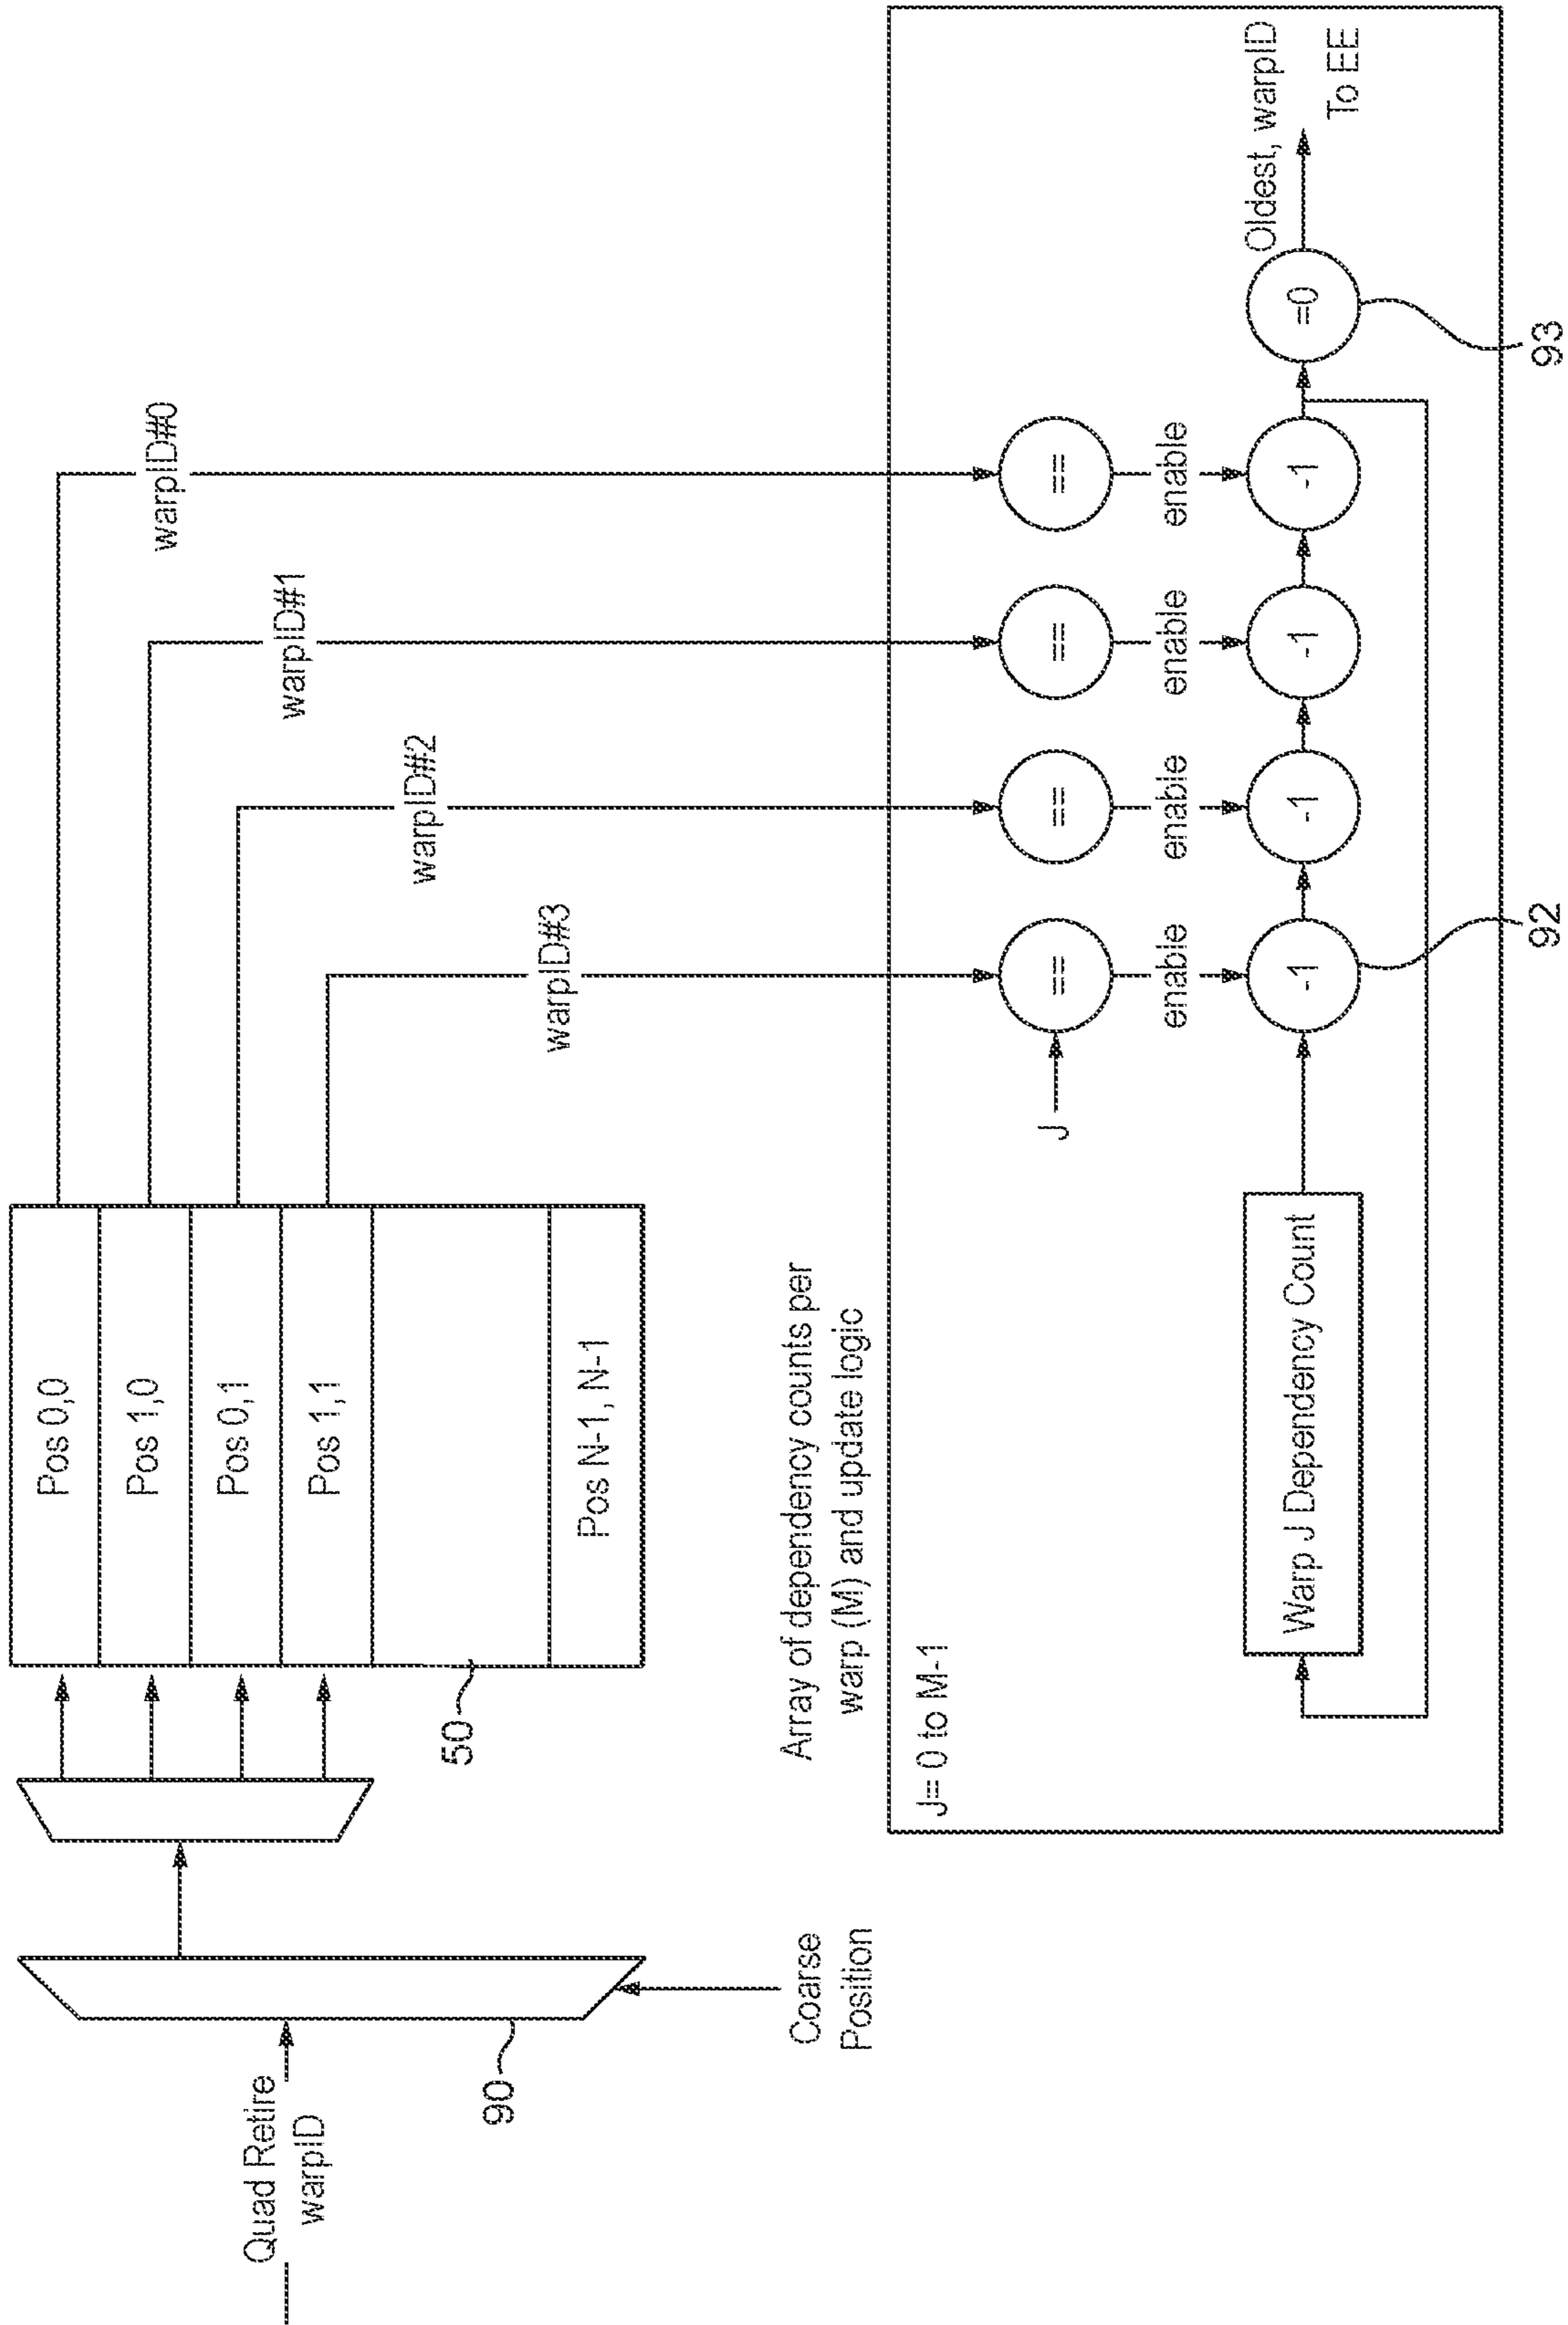 Quad Retire
warpID
90
Coarse
Position
50
Pos 0,0
Pos 1,0
Pos 0,1
Pos 1,1
Pos N-1, N-1
warpID#0
warpID#1
warpID#2
warpID#3
Array of dependency counts per
warp (M) and update logic
J= 0 to M-1
J
==
==
==
==
enable
enable
enable
enable
Warp J Dependency Count
-1
-1
-1
-1
=0
Oldest, warpID
To EE
92
93